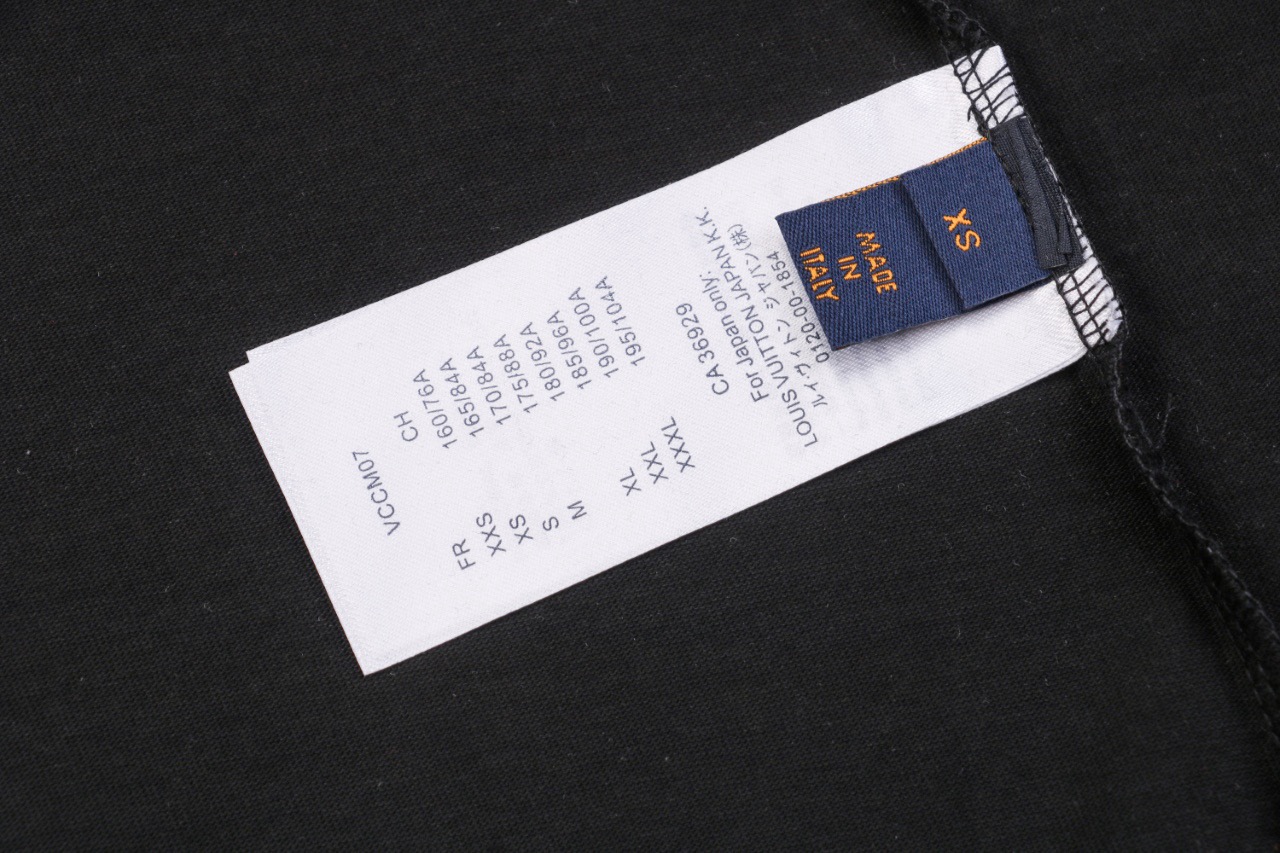 XS
MADE
IN
ITALY
VCCM07
FR CH
XXS 160/76A
XS 165/84A
S 170/84A
M 175/88A
180/92A
XL 185/96A
XXL 190/100A
XXXL 195/104A
CA 36929
For Japan only:
LOUIS VUITTON JAPAN K.K.
ルイ・ヴィトン ジャパン(株)
0120-00-1854